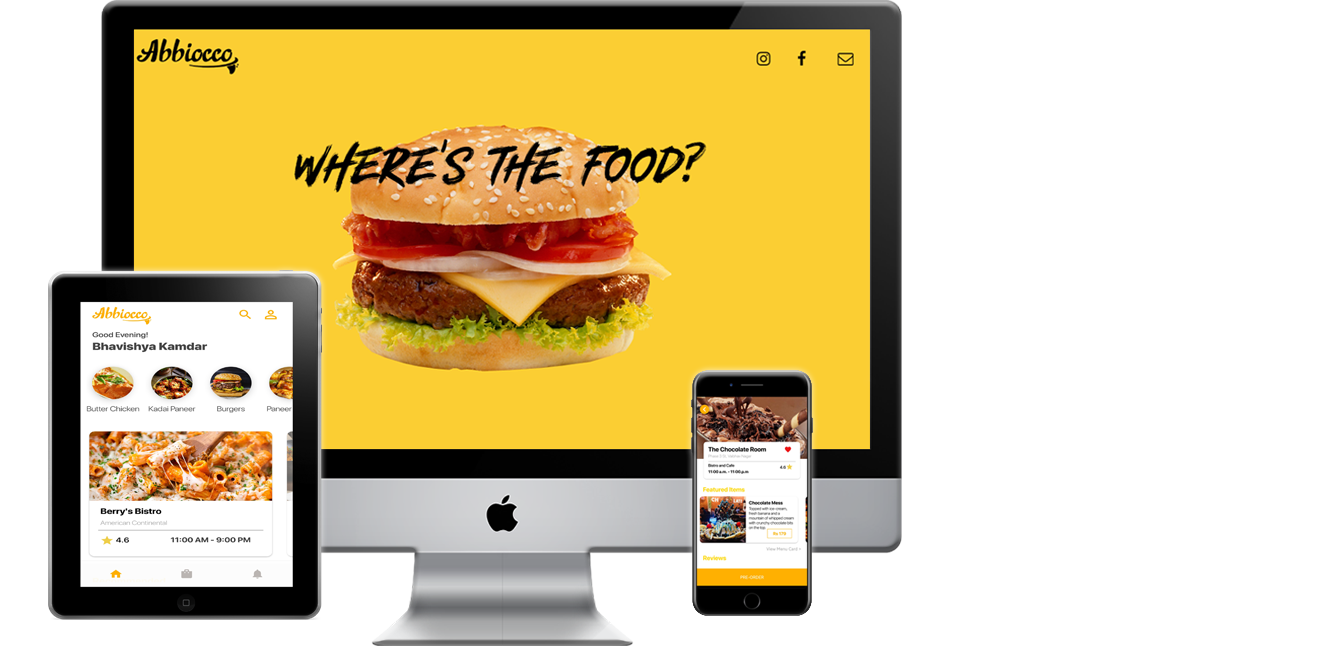 Abbiocco
WHERE'S THE FOOD?
Abbiocco
Good Evening!
Bhavishya Kamdar
Butter Chicken Kadai Paneer Burgers Paneer
Berry's Bistro
American Continental
4.6 11:00 AM - 9:00 PM
The Chocolate Room
Bistro and Cafe 4.6
11:00 a.m. - 11:00 p.m
Featured Items
Chocolate Mess
Topped with ice-cream,
fresh banana and a
mountain of whipped cream
with crunchy chocolate bits
on the top.
View Menu Card >
Reviews
PRE-ORDER